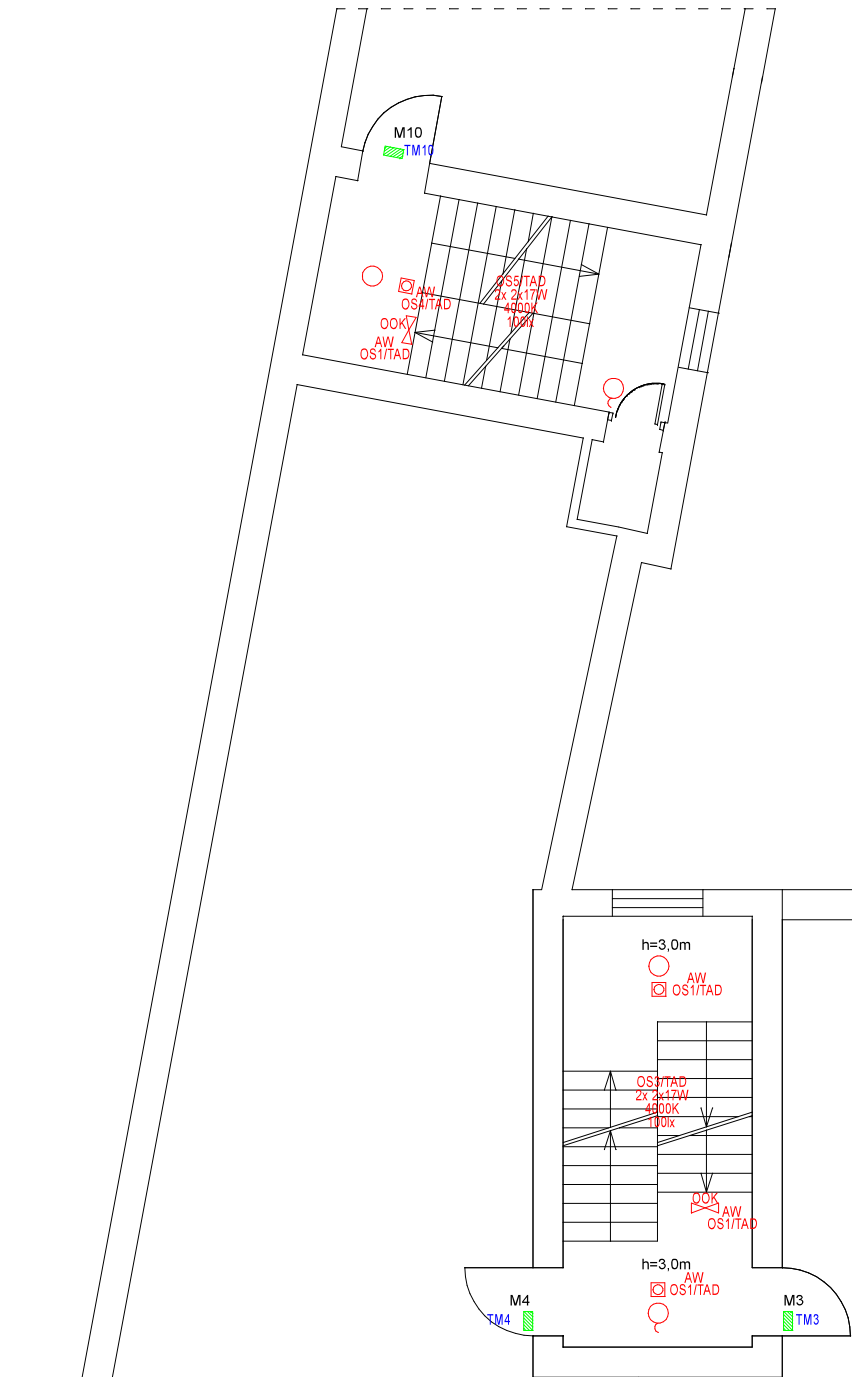 M10
TM10
OS5/TAD
2x 2x17W
4000K
100lx
AW
OS4/TAD
OOK
AW
OS1/TAD
h=3,0m
AW
OS1/TAD
OS3/TAD
2x 2x17W
4000K
100lx
OOK
AW
OS1/TAD
h=3,0m
AW
OS1/TAD
M4
TM4
M3
TM3